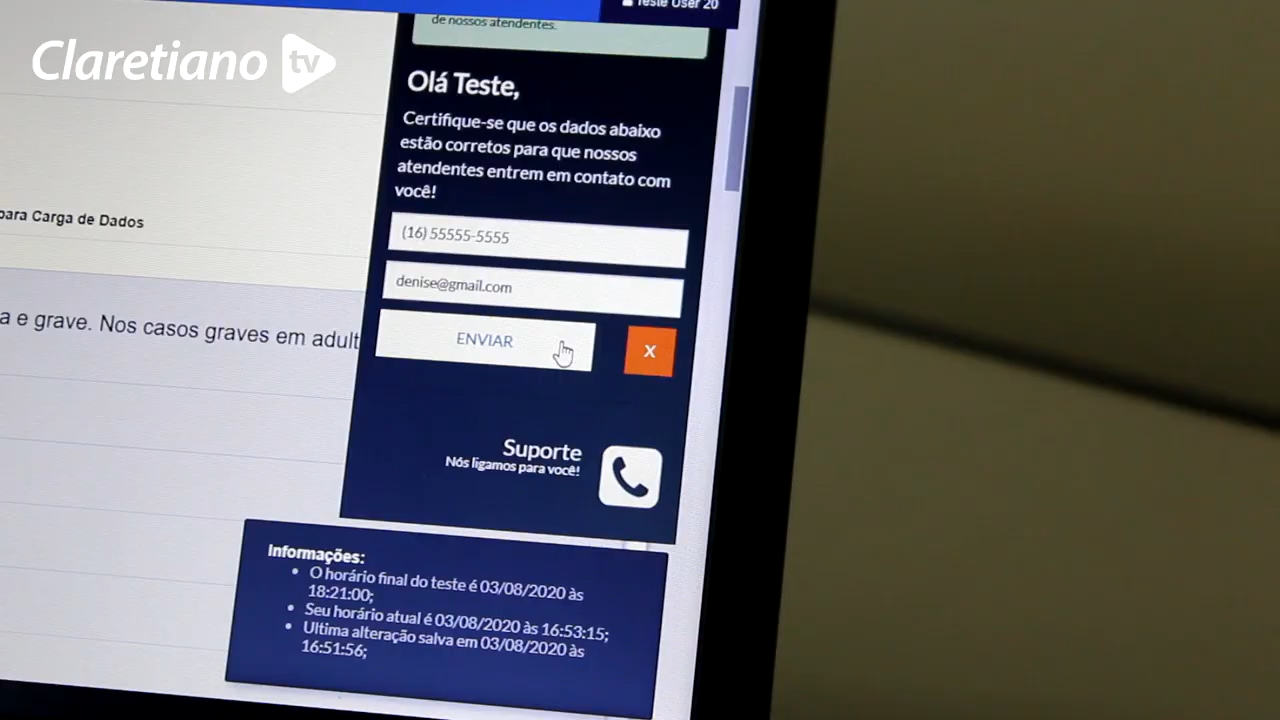 Teste User 20
Claretiano tv
de nossos atendentes.
Olá Teste,
Certifique-se que os dados abaixo
estão corretos para que nossos
atendentes entrem em contato com
você!
para Carga de Dados
(16) 55555-5555
denise@gmail.com
a e grave. Nos casos graves em adult
ENVIAR
X
Suporte
Nós ligamos para você!
Informações:
• O horário final do teste é 03/08/2020 às
18:21:00;
• Seu horário atual é 03/08/2020 às 16:53:15;
• Ultima alteração salva em 03/08/2020 às
16:51:56;